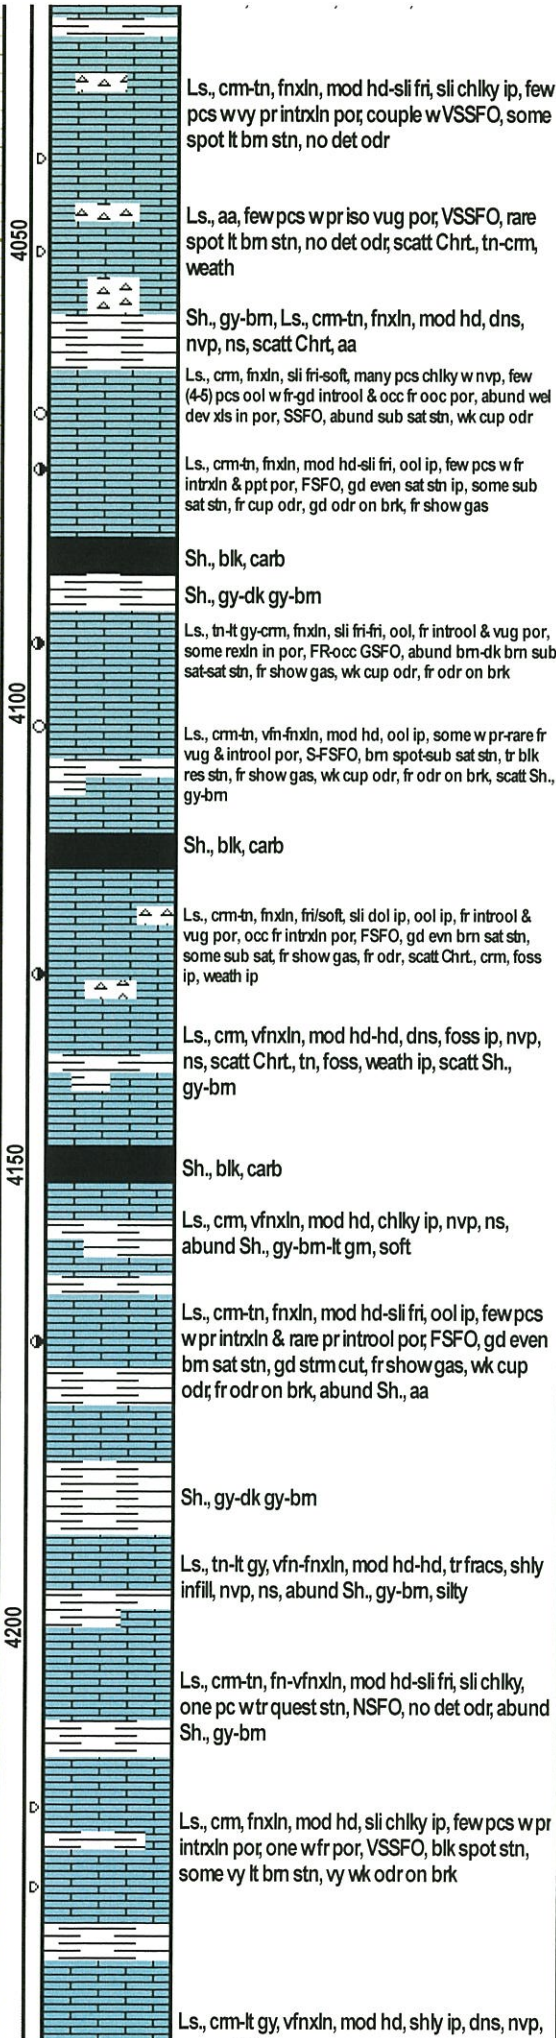 Ls., crm-tn, fnxln, mod hd-sli fri, sli chlky ip, few
pcs w vy pr intrxln por, couple w VSSFO, some
spot lt brn stn, no det odr
4050
Ls., aa, few pcs w pr iso vug por, VSSFO, rare
spot lt brn stn, no det odr, scatt Chrt., tn-crm,
weath
Sh., gy-brn, Ls., crm-tn, fnxln, mod hd, dns,
nvp, ns, scatt Chrt, aa
Ls., crm, fnxln, sli fri-soft, many pcs chlky w nvp, few
(4-5) pcs ool w fr-gd introol & occ fr ooc por, abund wel
dev xls in por, SSFO, abund sub sat stn, wk cup odr
Ls., crm-tn, fnxln, mod hd-sli fri, ool ip, few pcs w fr
intrxln & ppt por, FSFO, gd even sat stn ip, some sub
sat stn, fr cup odr, gd odr on brk, fr show gas
Sh., blk, carb
Sh., gy-dk gy-brn
Ls., tn-lt gy-crm, fnxln, sli fri-fri, ool, fr introol & vug por,
some rexln in por, FR-occ GSFO, abund brn-dk brn sub
sat-sat stn, fr show gas, wk cup odr, fr odr on brk
4100
Ls., crm-tn, vfn-fnxln, mod hd, ool ip, some w pr-rare fr
vug & introol por, S-FSFO, brn spot-sub sat stn, tr blk
res stn, fr show gas, wk cup odr, fr odr on brk, scatt Sh.,
gy-brn
Sh., blk, carb
Ls., crm-tn, fnxln, fri/soft, sli dol ip, ool ip, fr introol &
vug por, occ fr intrxln por, FSFO, gd evn brn sat stn,
some sub sat, fr show gas, fr odr, scatt Chrt., crm, foss
ip, weath ip
Ls., crm, vfnxln, mod hd-hd, dns, foss ip, nvp,
ns, scatt Chrt., tn, foss, weath ip, scatt Sh.,
gy-brn
4150
Sh., blk, carb
Ls., crm, vfnxln, mod hd, chlky ip, nvp, ns,
abund Sh., gy-brn-lt grn, soft
Ls., crm-tn, fnxln, mod hd-sli fri, ool ip, few pcs
w pr intrxln & rare pr introol por, FSFO, gd even
brn sat stn, gd strm cut, fr show gas, wk cup
odr, fr odr on brk, abund Sh., aa
Sh., gy-dk gy-brn
Ls., tn-lt gy, vfn-fnxln, mod hd-hd, tr fracs, shly
infill, nvp, ns, abund Sh., gy-brn, silty
4200
Ls., crm-tn, fn-vfnxln, mod hd-sli fri, sli chlky,
one pc w tr quest stn, NSFO, no det odr, abund
Sh., gy-brn
Ls., crm, fnxln, mod hd, sli chlky ip, few pcs w pr
intrxln por, one w fr por, VSSFO, blk spot stn,
some vy lt brn stn, vy wk odr on brk
Ls., crm-lt gy, vfnxln, mod hd, shly ip, dns, nvp,